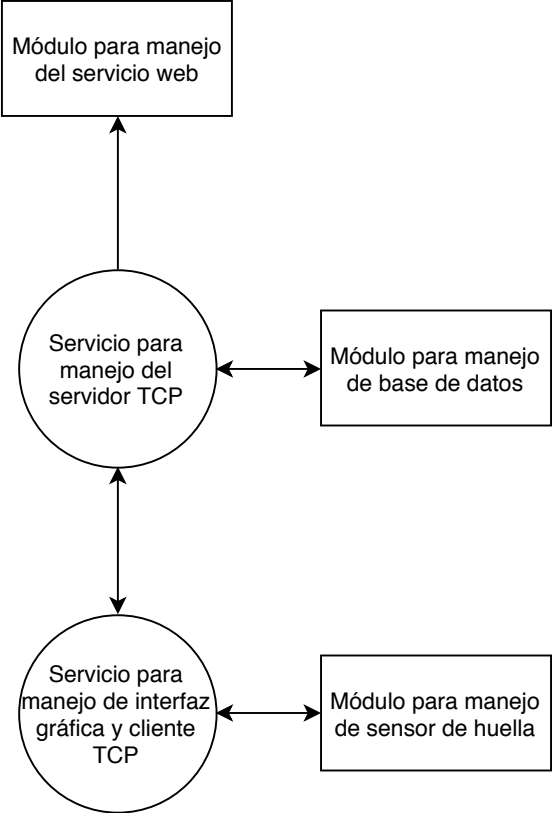 Módulo para manejo
del servicio web
Servicio para
manejo del
servidor TCP
Módulo para manejo
de base de datos
Servicio para
manejo de interfaz
gráfica y cliente
TCP
Módulo para manejo
de sensor de huella